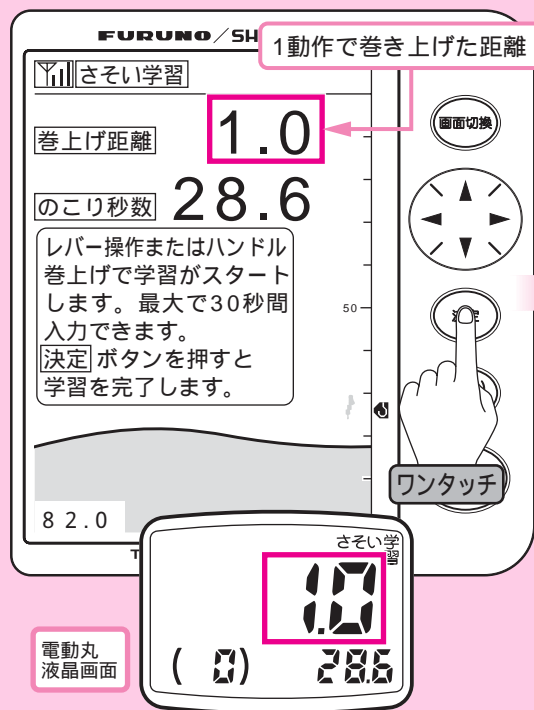 FURUNO/SH
1動作で巻き上げた距離
さそい学習
巻上げ距離 1.0
のこり秒数 28.6
レバー操作またはハンドル
巻上げで学習がスタート
します。最大で30秒間
入力できます。
決定 ボタンを押すと
学習を完了します。
50
82.0
画面切換
ワンタッチ
さそい学
習
1.0
( 0) 28.6
電動丸
液晶画面